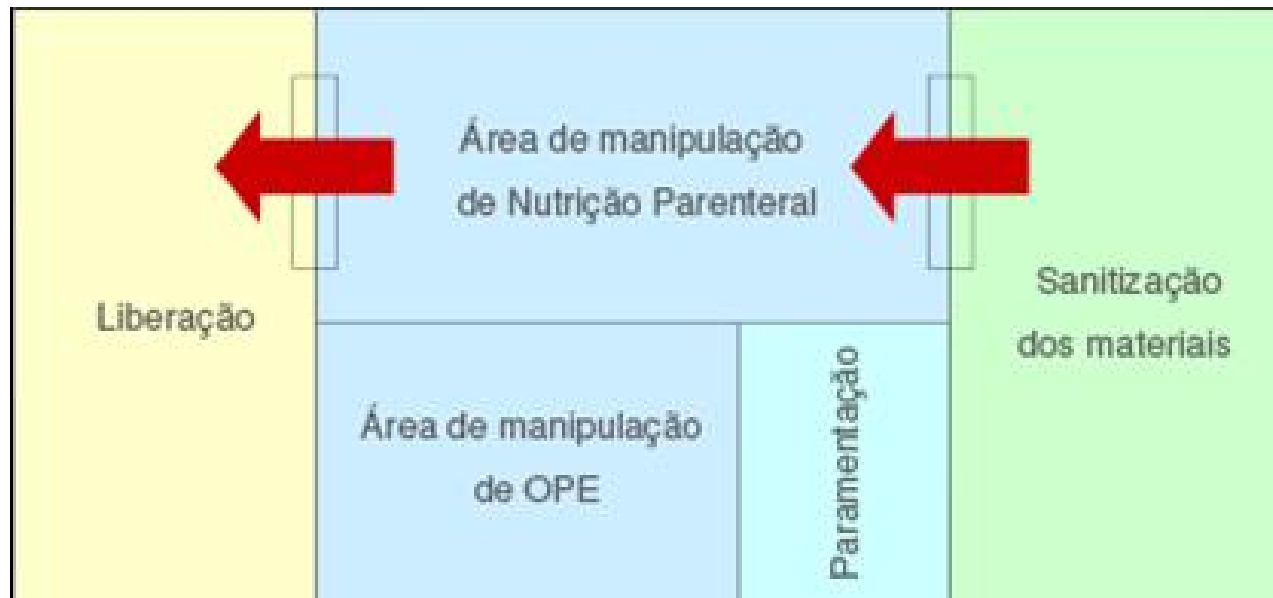 Área de manipulação
de Nutrição Parenteral
Sanitização
dos materiais
Liberação
Área de manipulação
de OPE
Paramentação